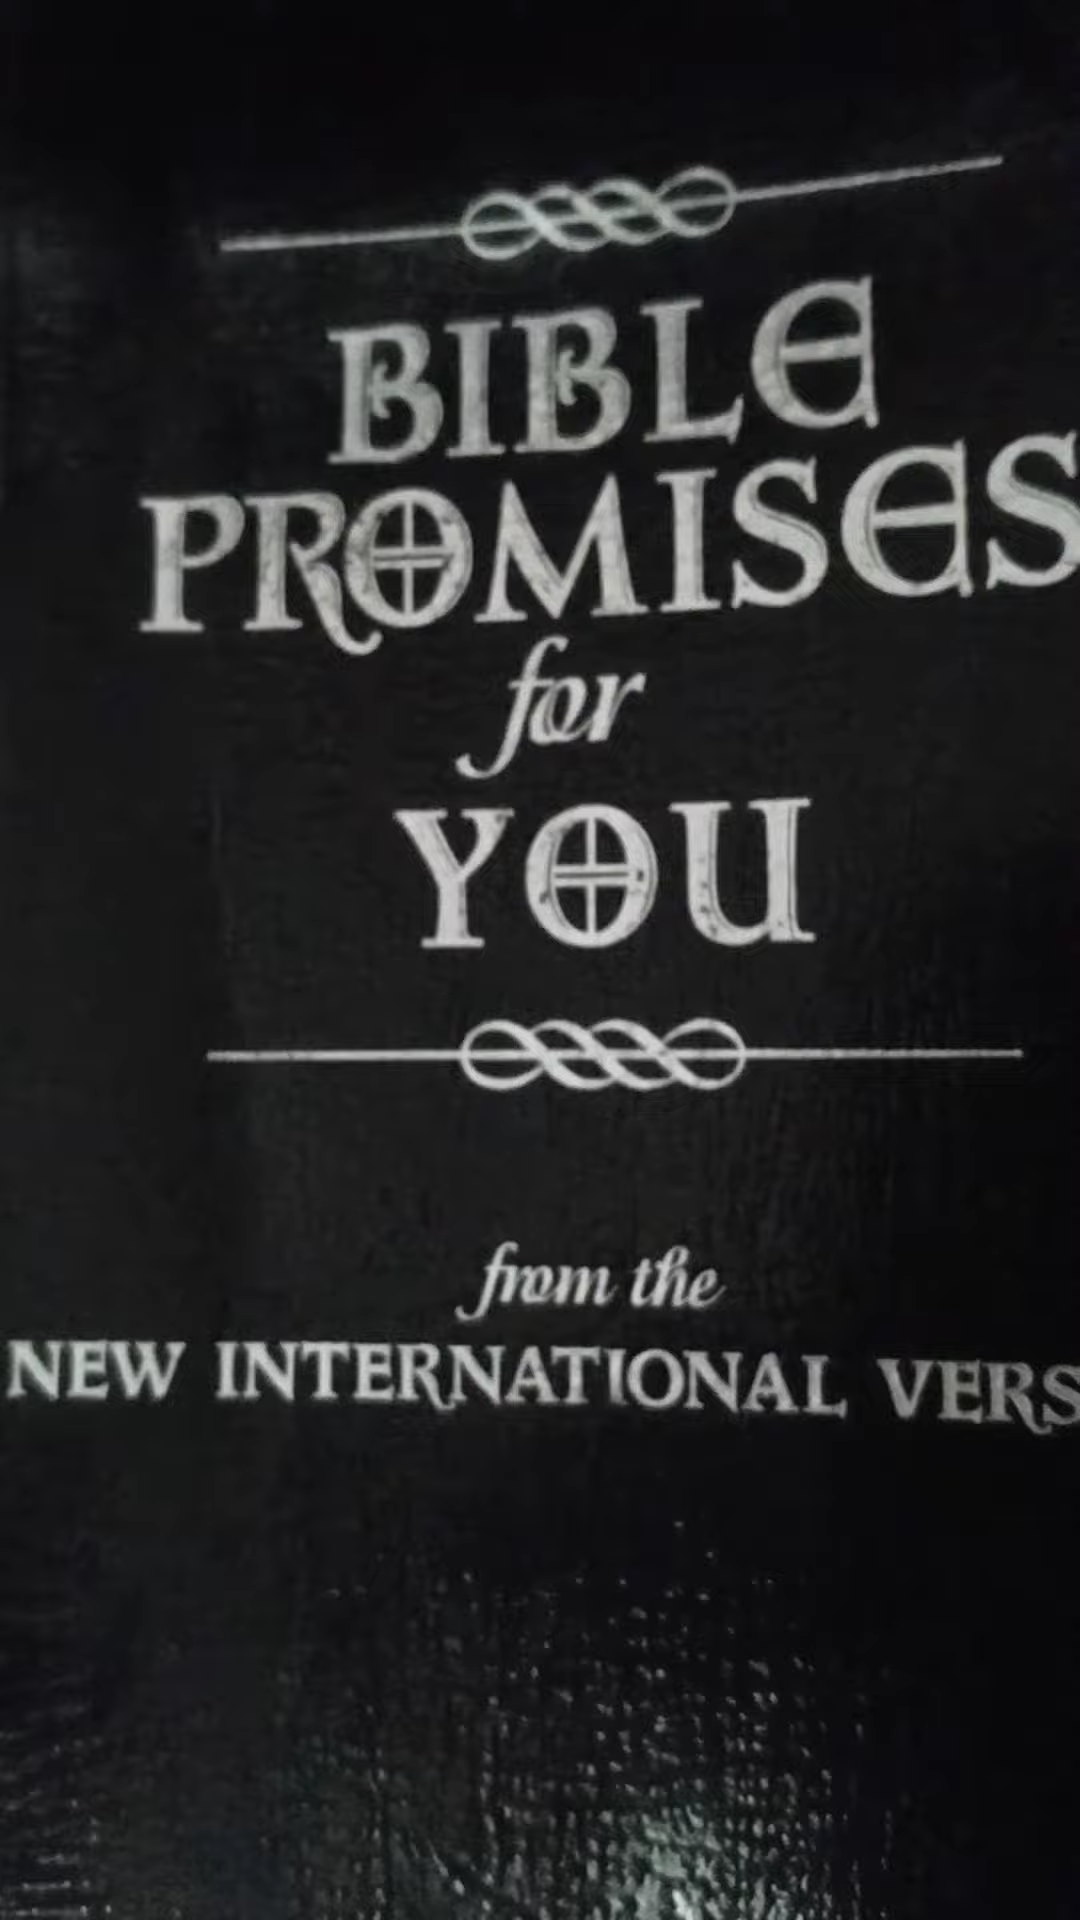 BIBLE
PROMISES
for
YOU
from the
NEW INTERNATIONAL VERS